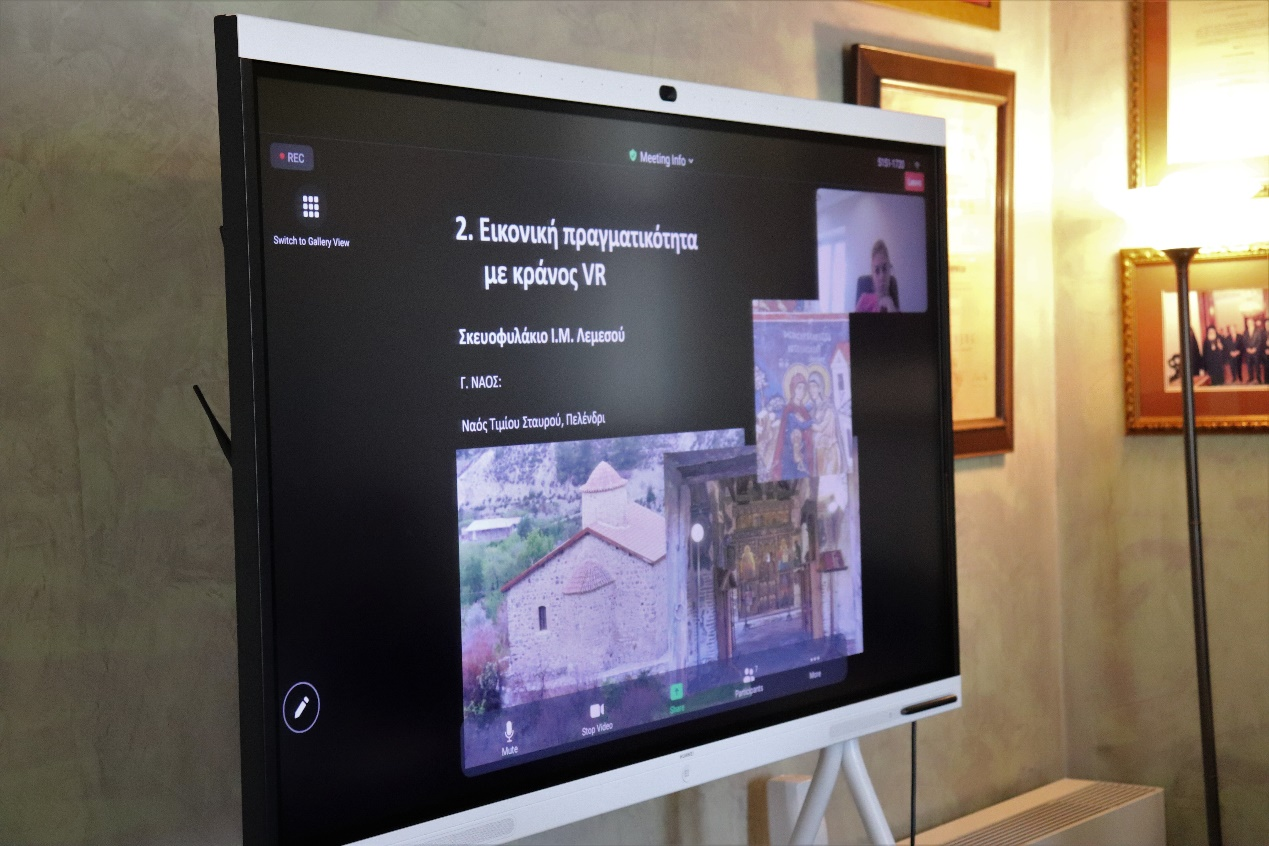 REC
Meeting Info
Switch to Gallery View
2. Εικονική πραγματικότητα
με κράνος VR
Σκευοφυλάκιο Ι.Μ. Λεμεσού
Γ. ΝΑΟΣ:
Ναός Τιμίου Σταυρού, Πελένδρι
Mute
Stop Video
Share
Participants
More